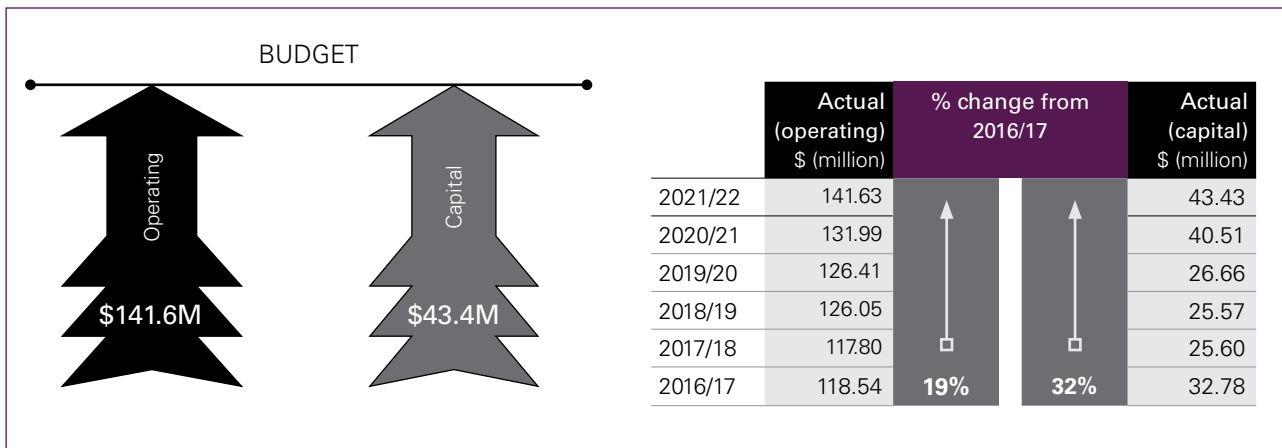 BUDGET
Operating
$141.6M
Capital
$43.4M
Actual (operating) $ (million)
% change from 2016/17
Actual (capital) $ (million)
2021/22 141.63 43.43
2020/21 131.99 40.51
2019/20 126.41 26.66
2018/19 126.05 25.57
2017/18 117.80 25.60
2016/17 118.54 19% 32% 32.78